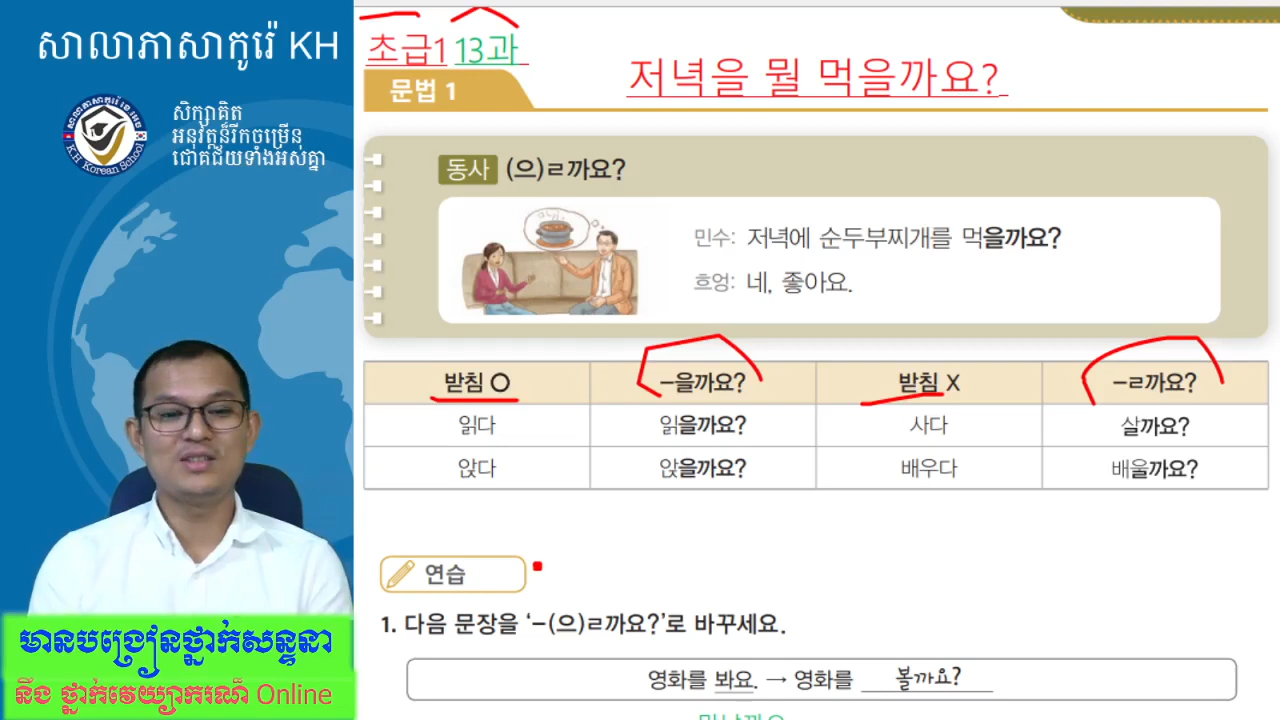 សាលាភាសាកូរ៉េ KH
សិក្សាគិត
អនុវត្តន៍រីកចម្រើន
ជោគជ័យទាំងអស់គ្នា
K.H Korean School
មានបង្រៀនថ្នាក់សន្ទនា
និង ថ្នាក់វេយ្យាករណ៍ Online
초급1 13과
저녁을 뭘 먹을까요?
문법 1
동사 (으)ㄹ까요?
민수: 저녁에 순두부찌개를 먹을까요?
흐엉: 네, 좋아요.
받침 O -을까요? 받침 X -ㄹ까요?
읽다 읽을까요? 사다 살까요?
앉다 앉을까요? 배우다 배울까요?
연습
1. 다음 문장을 ‘-(으)ㄹ까요?’로 바꾸세요.
영화를 봐요. → 영화를 볼까요?